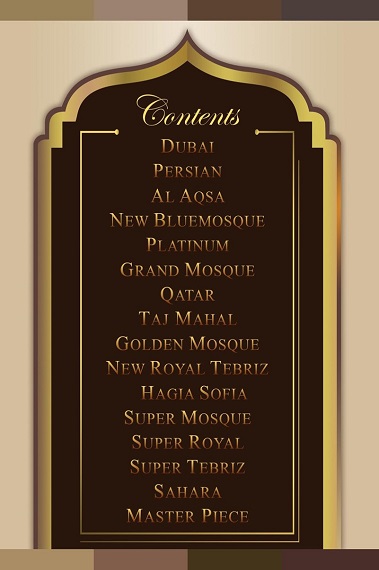 Contents
DUBAI
PERSIAN
AL AQSA
NEW BLUEMOSQUE
PLATINUM
GRAND MOSQUE
QATAR
TAJ MAHAL
GOLDEN MOSQUE
NEW ROYAL TEBRIZ
HAGIA SOFIA
SUPER MOSQUE
SUPER ROYAL
SUPER TEBRIZ
SAHARA
MASTER PIECE